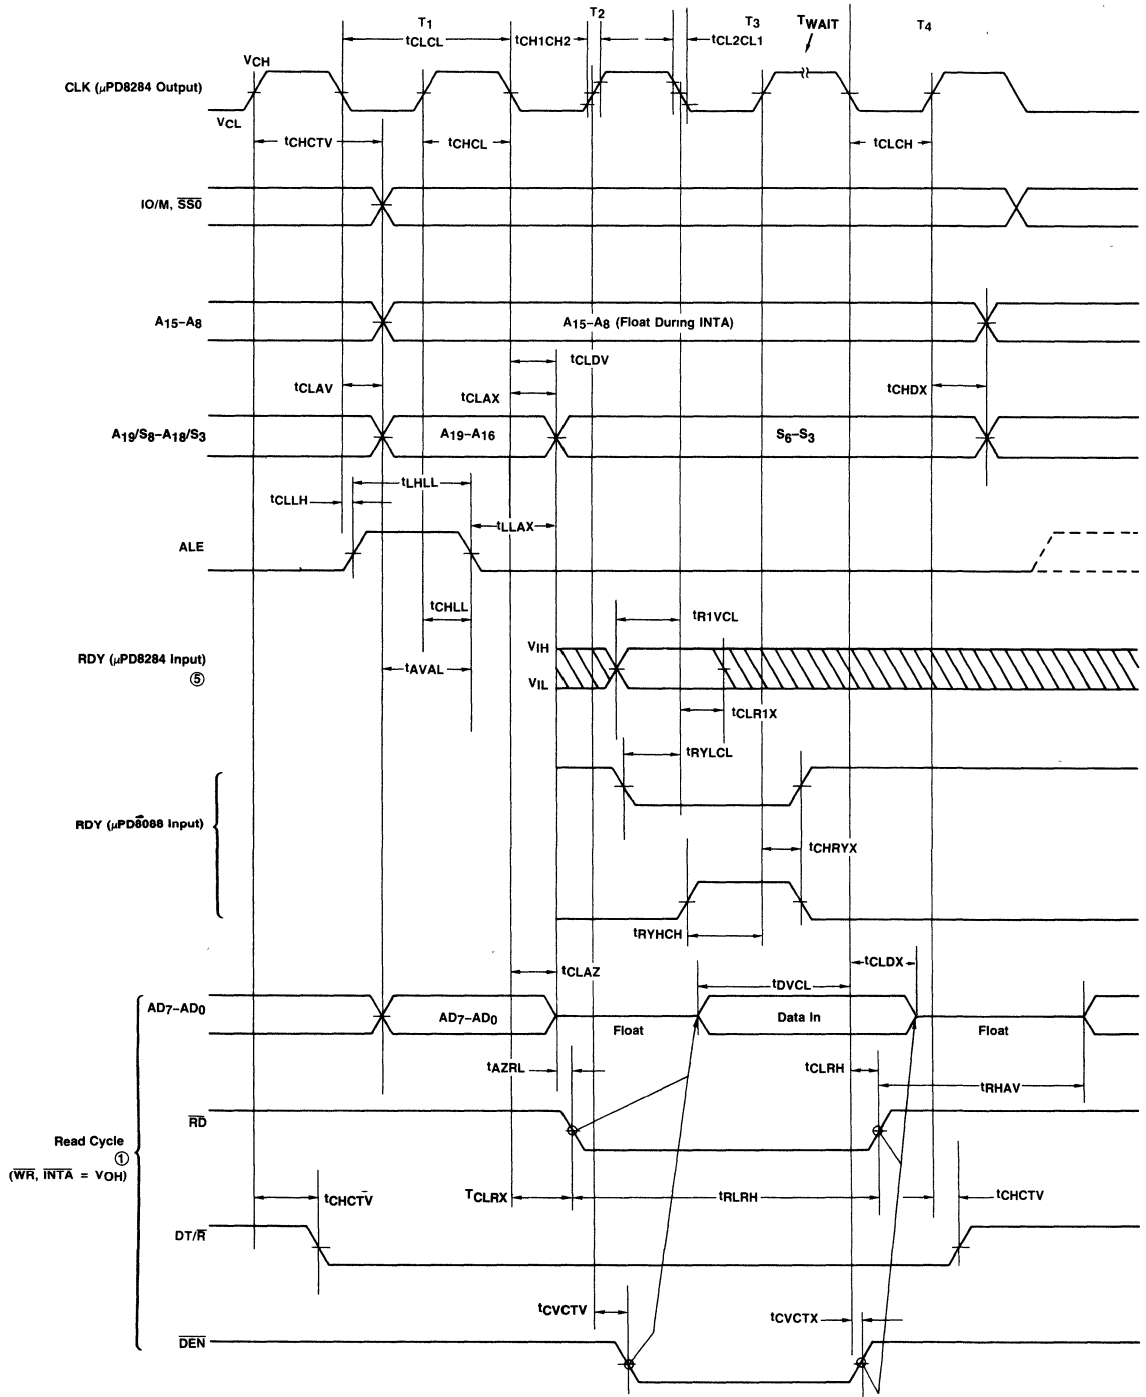 T1
T2
T3
TWAIT
T4
tCLCL
tCH1CH2
tCL2CL1
VCH
CLK (μPD8284 Output)
VCL
tCHCTV
tCHCL
tCLCH
IO/M, SS0
A15–A8
A15–A8 (Float During INTA)
tCLDV
tCLAV
tCLAX
tCHDX
A19/S8–A18/S3
A19–A16
S6–S3
tCLLH
tLHLL
tLLAX
ALE
tCHLL
tR1VCL
RDY (μPD8284 Input)
⑤
VIH
VIL
tAVAL
tCLR1X
tRYLCL
RDY (μPD8088 Input)
tCHRYX
tRYHCH
tCLAZ
tCLDX
tDVCL
AD7–AD0
AD7–AD0
Float
Data In
Float
tAZRL
tCLRH
tRHAV
RD
Read Cycle
①
(WR, INTA = VOH)
tCHCTV
TCLRX
tRLRH
tCHCTV
DT/R
tCVCTV
tCVCTX
DEN